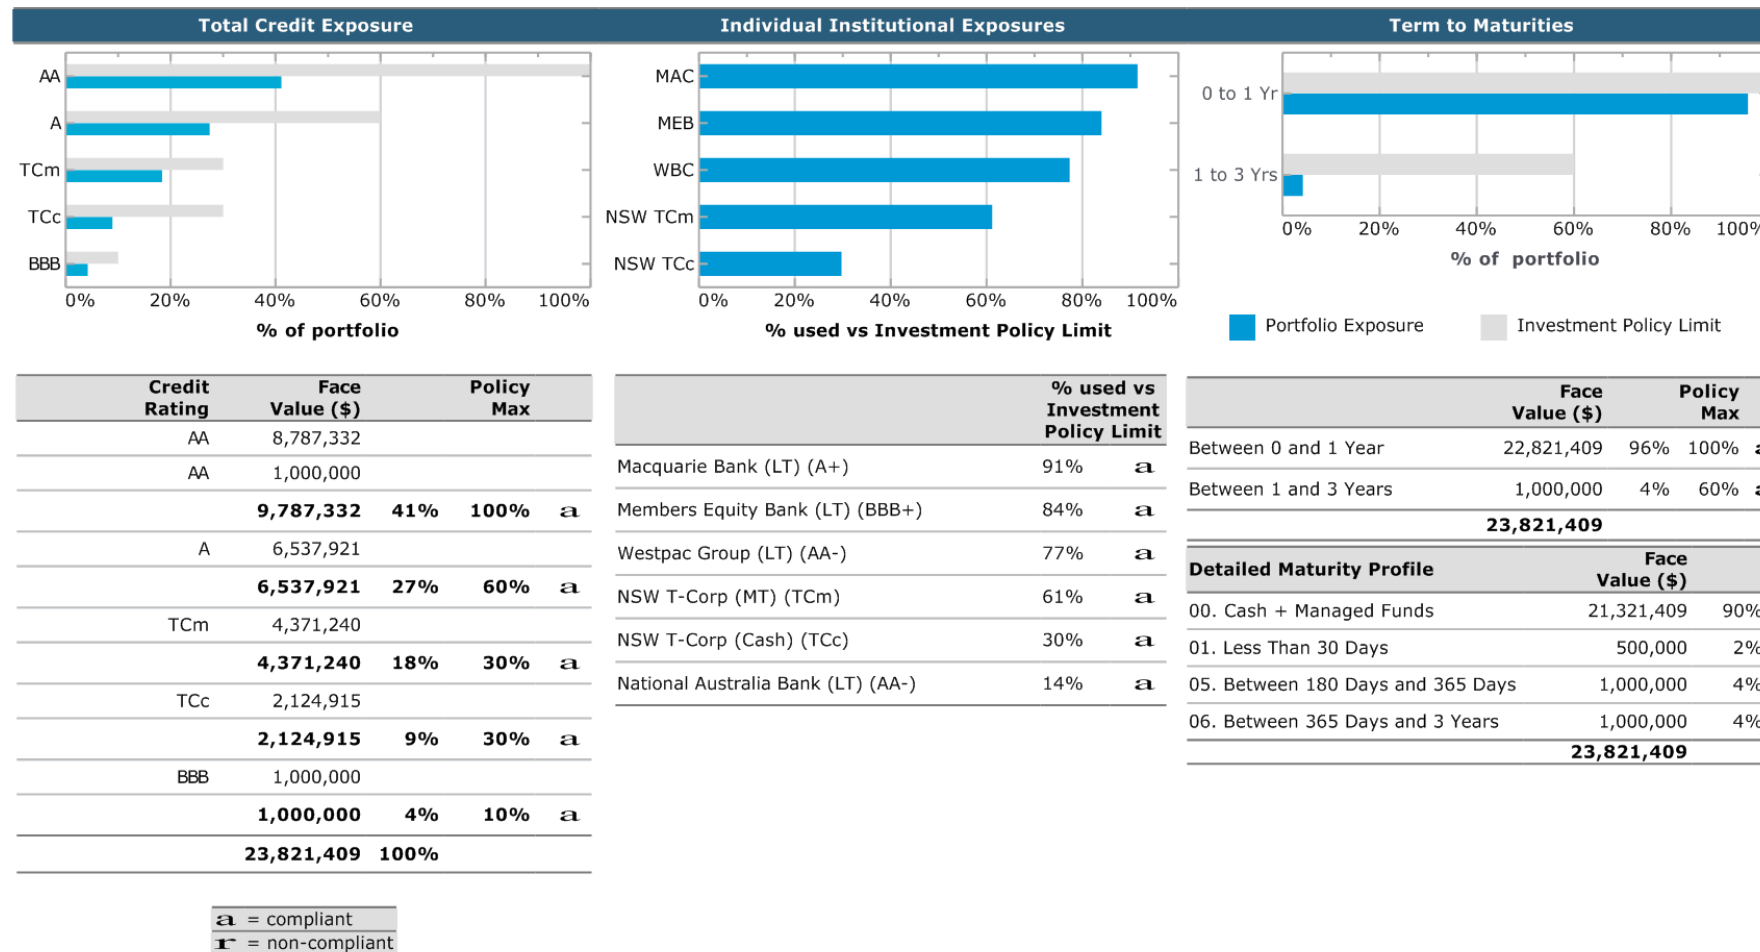 Total Credit Exposure
AA
A
TCm
TCc
BBB
0% 20% 40% 60% 80% 100%
% of portfolio
Individual Institutional Exposures
MAC
MEB
WBC
NSW TCm
NSW TCc
0% 20% 40% 60% 80% 100%
% used vs Investment Policy Limit
Term to Maturities
0 to 1 Yr
1 to 3 Yrs
0% 20% 40% 60% 80% 100%
% of portfolio
Portfolio Exposure Investment Policy Limit
Credit Face Policy
Rating Value ($) Max
AA 8,787,332
AA 1,000,000
9,787,332 41% 100% a
A 6,537,921
6,537,921 27% 60% a
TCm 4,371,240
4,371,240 18% 30% a
TCc 2,124,915
2,124,915 9% 30% a
BBB 1,000,000
1,000,000 4% 10% a
23,821,409 100%
a = compliant
r = non-compliant
% used vs
Investment
Policy Limit
Macquarie Bank (LT) (A+) 91% a
Members Equity Bank (LT) (BBB+) 84% a
Westpac Group (LT) (AA-) 77% a
NSW T-Corp (MT) (TCm) 61% a
NSW T-Corp (Cash) (TCc) 30% a
National Australia Bank (LT) (AA-) 14% a
Face Policy
Value ($) Max
Between 0 and 1 Year 22,821,409 96% 100% a
Between 1 and 3 Years 1,000,000 4% 60% a
23,821,409
Face
Detailed Maturity Profile Value ($)
00. Cash + Managed Funds 21,321,409 90%
01. Less Than 30 Days 500,000 2%
05. Between 180 Days and 365 Days 1,000,000 4%
06. Between 365 Days and 3 Years 1,000,000 4%
23,821,409